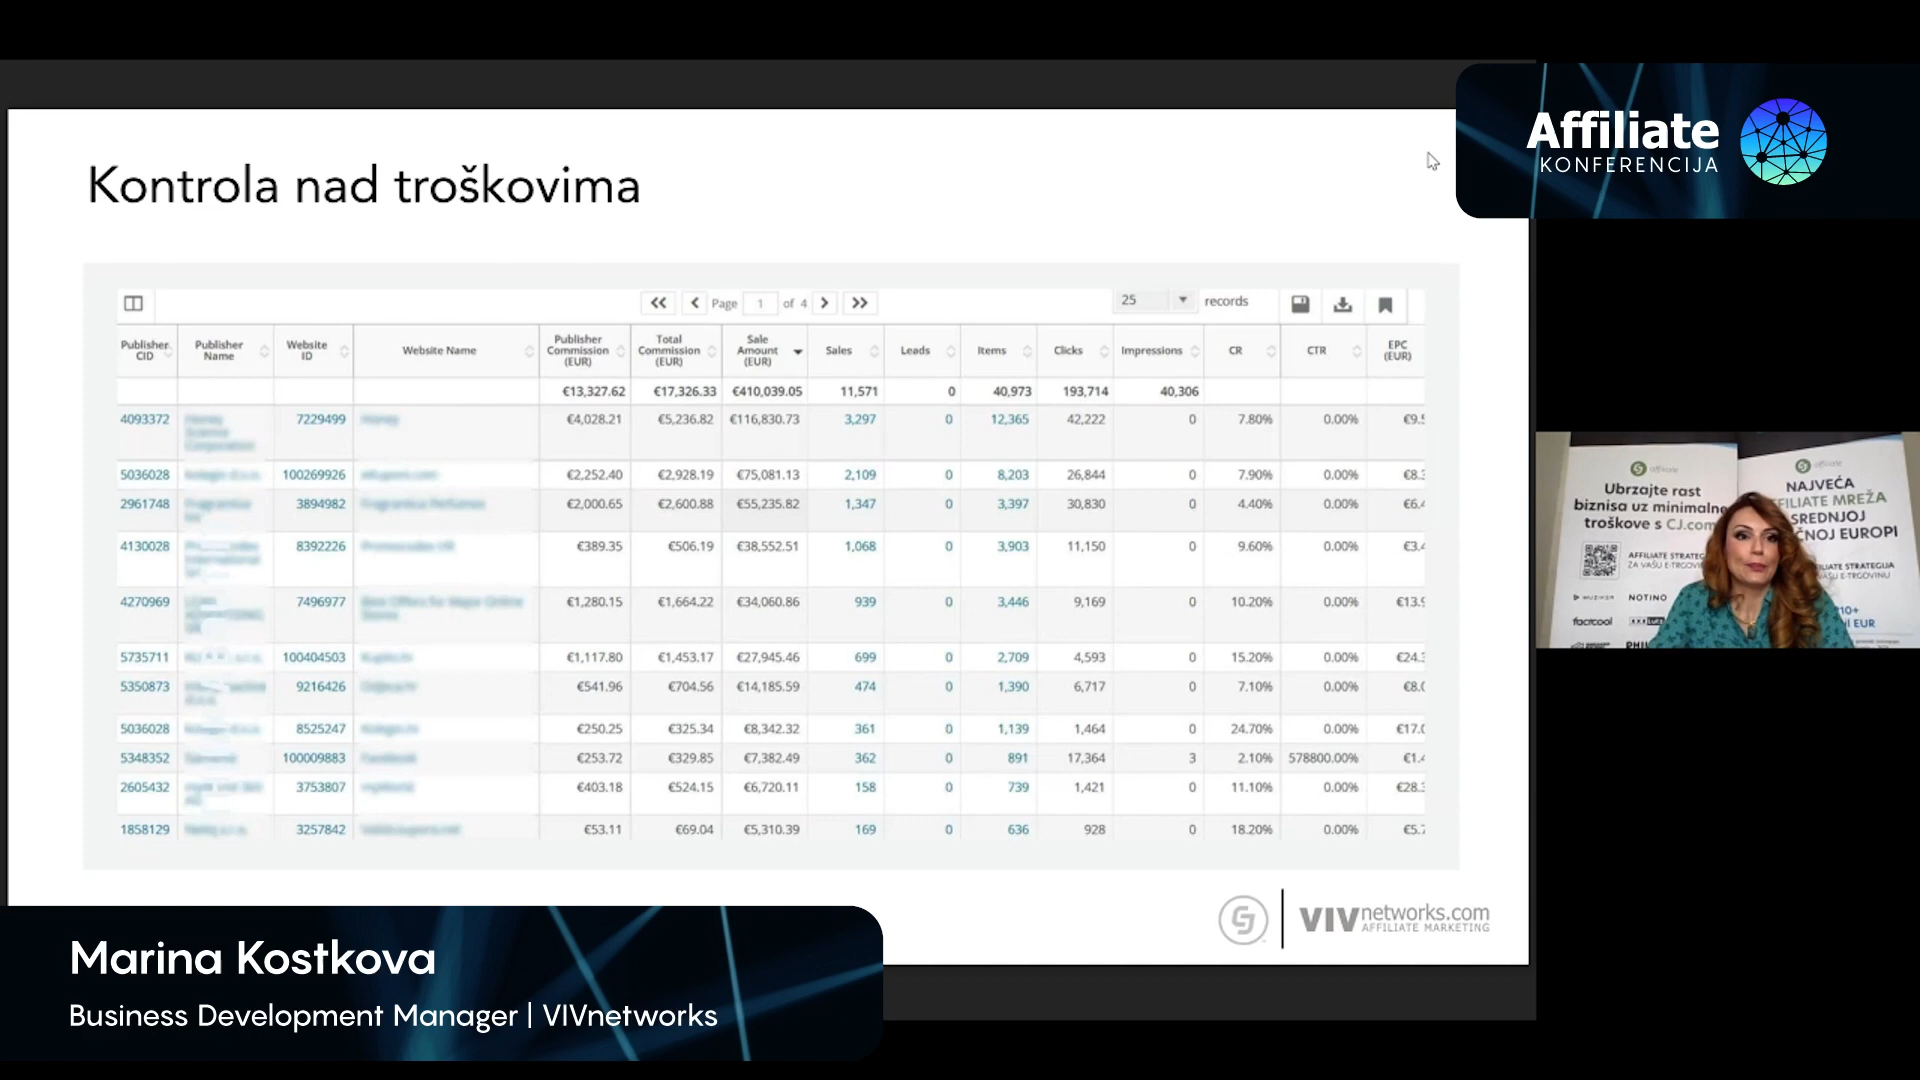 Affiliate
KONFERENCIJA
Kontrola nad troškovima
Page 1 of 4
25 records
Publisher CID Publisher Name Website ID Website Name Publisher Commission (EUR) Total Commission (EUR) Sale Amount (EUR) Sales Leads Items Clicks Impressions CR CTR EPC (EUR)
€13,327.62 €17,326.33 €410,039.05 11,571 0 40,973 193,714 40,306
4093372 7229499 €4,028.21 €5,236.82 €116,830.73 3,297 0 12,365 42,222 0 7.80% 0.00%
5036028 100269926 €2,252.40 €2,928.19 €75,081.13 2,109 0 8,203 26,844 0 7.90% 0.00%
2961748 3894982 €2,000.65 €2,600.88 €55,235.82 1,347 0 3,397 30,830 0 4.40% 0.00%
4130028 8392226 €389.35 €506.19 €38,552.51 1,068 0 3,903 11,150 0 9.60% 0.00%
4270969 7496977 €1,280.15 €1,664.22 €34,060.86 939 0 3,446 9,169 0 10.20% 0.00%
5735711 100404503 €1,117.80 €1,453.17 €27,945.46 699 0 2,709 4,593 0 15.20% 0.00%
5350873 9216426 €541.96 €704.56 €14,185.59 474 0 1,390 6,717 0 7.10% 0.00%
5036028 8525247 €250.25 €325.34 €8,342.32 361 0 1,139 1,464 0 24.70% 0.00%
5348352 100009883 €253.72 €329.85 €7,382.49 362 0 891 17,364 3 2.10% 578800.00%
2605432 3753807 €403.18 €524.15 €6,720.11 158 0 739 1,421 0 11.10% 0.00%
1858129 3257842 €53.11 €69.04 €5,310.39 169 0 636 928 0 18.20% 0.00%
VIVnetworks.com
AFFILIATE MARKETING
affiliate
Ubrzajte rast
biznisa uz minimalne
troškove s CJ.com
NOTINO
factcool
affiliate
NAJVEĆA
MREŽA
SREDNJOJ
EUROPI
EUR
Marina Kostkova
Business Development Manager | VIVnetworks